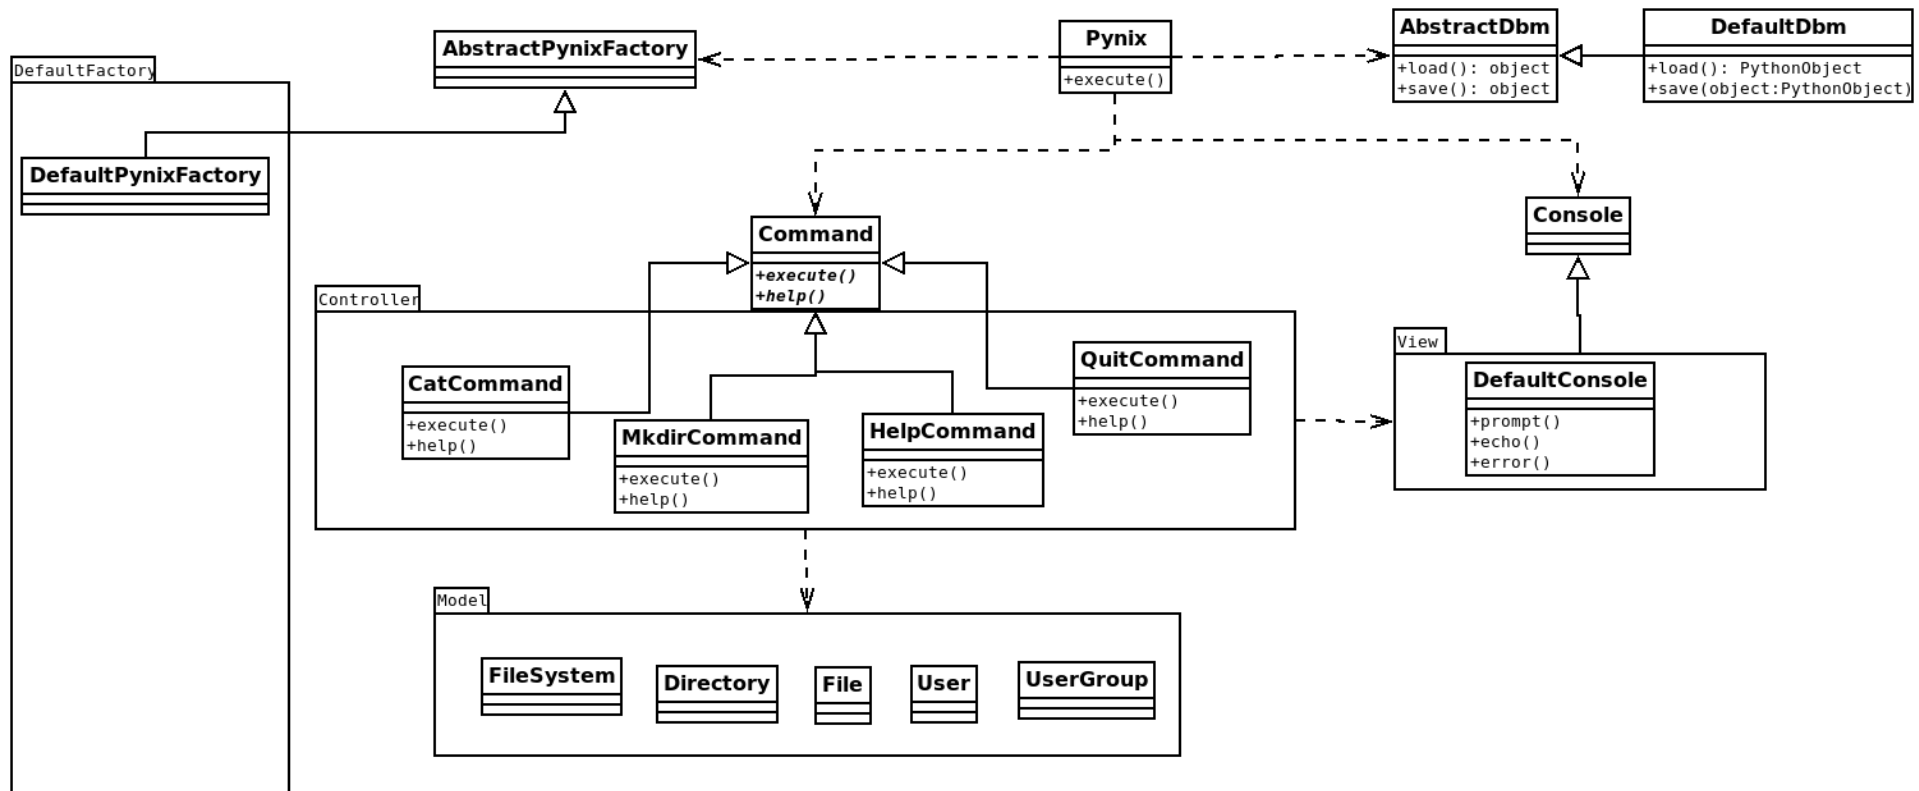 DefaultFactory
DefaultPynixFactory
AbstractPynixFactory
Pynix
+execute()
AbstractDbm
+load(): object
+save(): object
DefaultDbm
+load(): PythonObject
+save(object:PythonObject)
Command
+execute()
+help()
Console
Controller
CatCommand
+execute()
+help()
MkdirCommand
+execute()
+help()
HelpCommand
+execute()
+help()
QuitCommand
+execute()
+help()
View
DefaultConsole
+prompt()
+echo()
+error()
Model
FileSystem
Directory
File
User
UserGroup